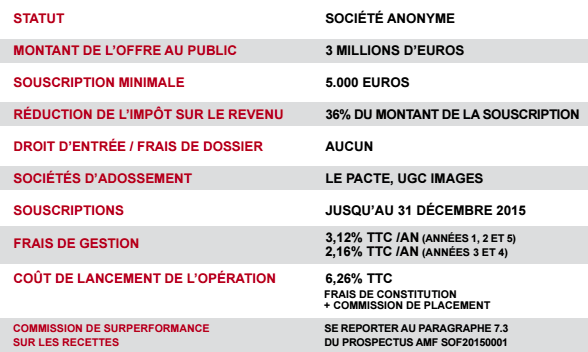 STATUT SOCIÉTÉ ANONYME
MONTANT DE L'OFFRE AU PUBLIC 3 MILLIONS D'EUROS
SOUSCRIPTION MINIMALE 5.000 EUROS
RÉDUCTION DE L'IMPÔT SUR LE REVENU 36% DU MONTANT DE LA SOUSCRIPTION
DROIT D'ENTRÉE / FRAIS DE DOSSIER AUCUN
SOCIÉTÉS D'ADOSSEMENT LE PACTE, UGC IMAGES
SOUSCRIPTIONS JUSQU'AU 31 DÉCEMBRE 2015
FRAIS DE GESTION 3,12% TTC /AN (ANNÉES 1, 2 ET 5)
2,16% TTC /AN (ANNÉES 3 ET 4)
COÛT DE LANCEMENT DE L'OPÉRATION 6,26% TTC
FRAIS DE CONSTITUTION
+ COMMISSION DE PLACEMENT
COMMISSION DE SURPERFORMANCE SE REPORTER AU PARAGRAPHE 7.3
SUR LES RECETTES DU PROSPECTUS AMF SOF20150001